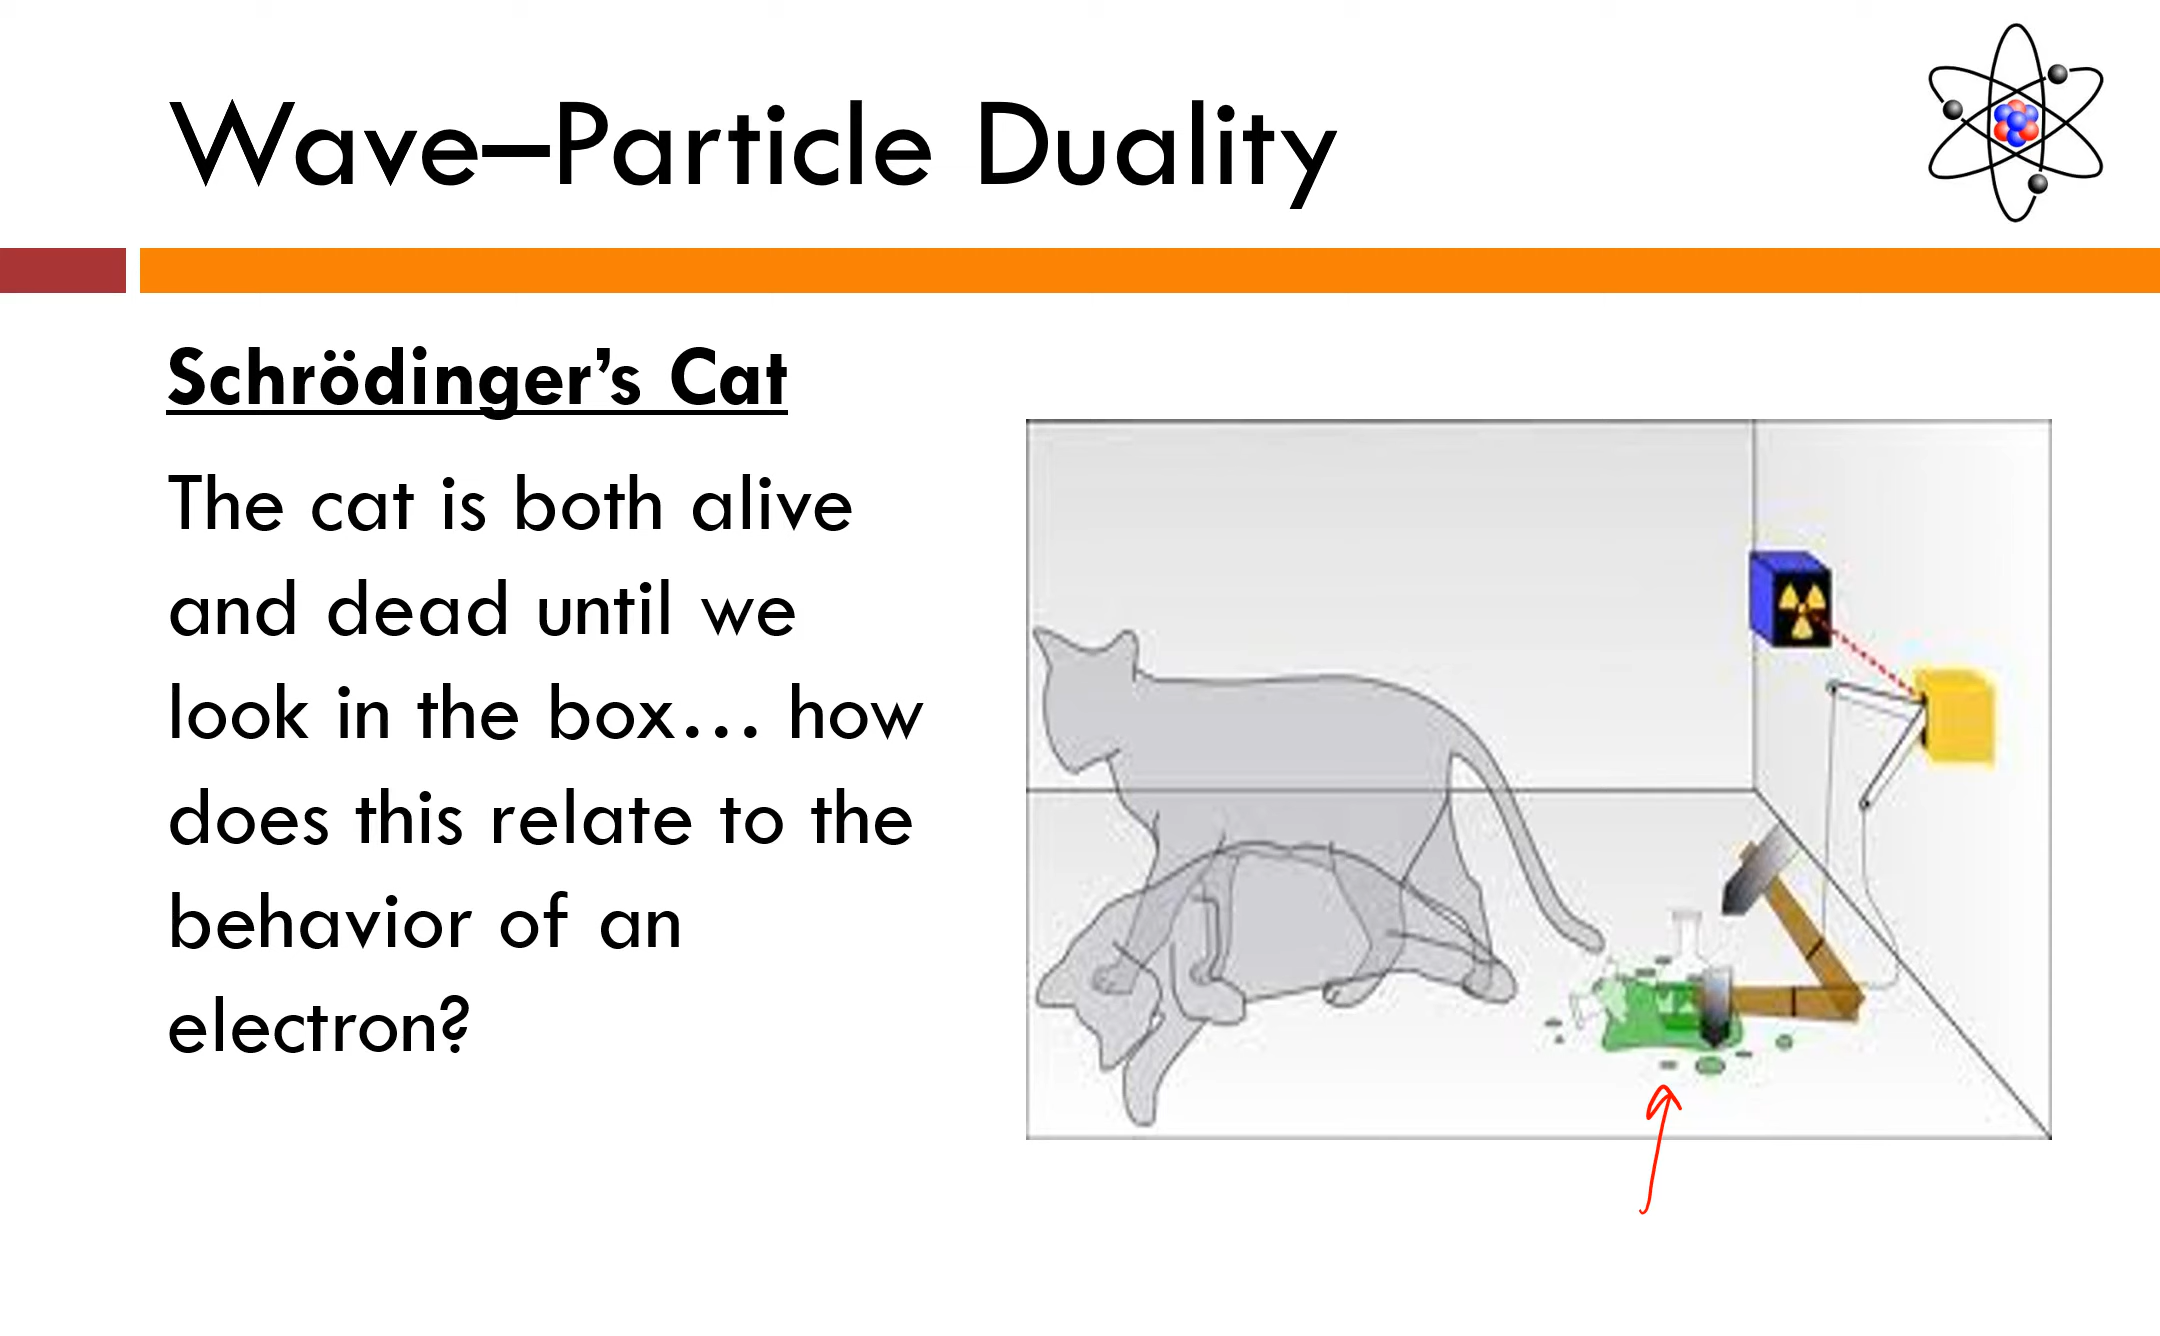 Wave–Particle Duality
Schrödinger’s Cat
The cat is both alive
and dead until we
look in the box... how
does this relate to the
behavior of an
electron?